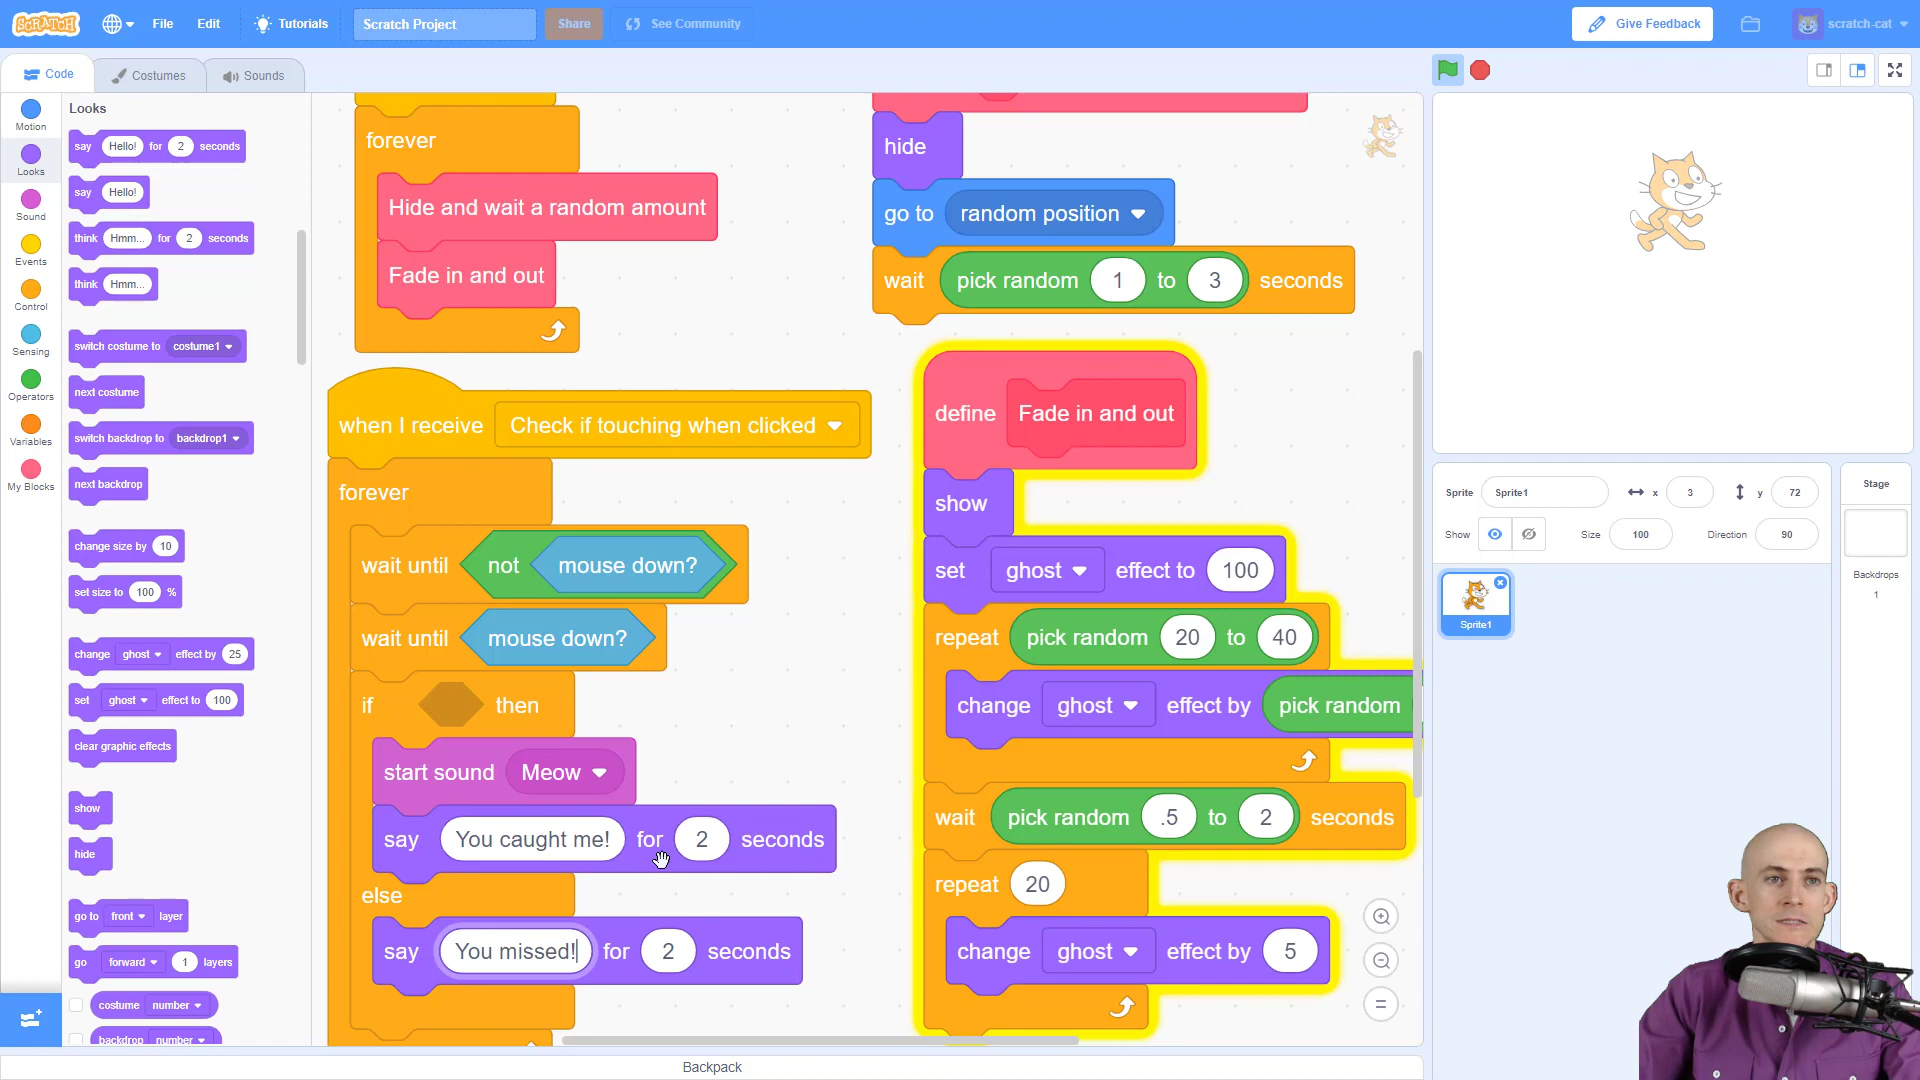 SCRATCH File Edit Tutorials Scratch Project Share See Community Give Feedback scratch-cat
Code Costumes Sounds
Motion
Looks
Sound
Events
Control
Sensing
Operators
Variables
My Blocks
Looks
say Hello! for 2 seconds
say Hello!
think Hmm... for 2 seconds
think Hmm...
switch costume to costume1
next costume
switch backdrop to backdrop1
next backdrop
change size by 10
set size to 100 %
change ghost effect by 25
set ghost effect to 100
clear graphic effects
show
hide
go to front layer
go forward 1 layers
costume number
backdrop number
forever
Hide and wait a random amount
Fade in and out
when I receive Check if touching when clicked
forever
wait until not mouse down?
wait until mouse down?
if then
start sound Meow
say You caught me! for 2 seconds
else
say You missed! for 2 seconds
hide
go to random position
wait pick random 1 to 3 seconds
define Fade in and out
show
set ghost effect to 100
repeat pick random 20 to 40
change ghost effect by pick random
wait pick random .5 to 2 seconds
repeat 20
change ghost effect by 5
Backpack
Sprite Sprite1 x 3 y 72
Show Size 100 Direction 90
Sprite1
Stage
Backdrops
1